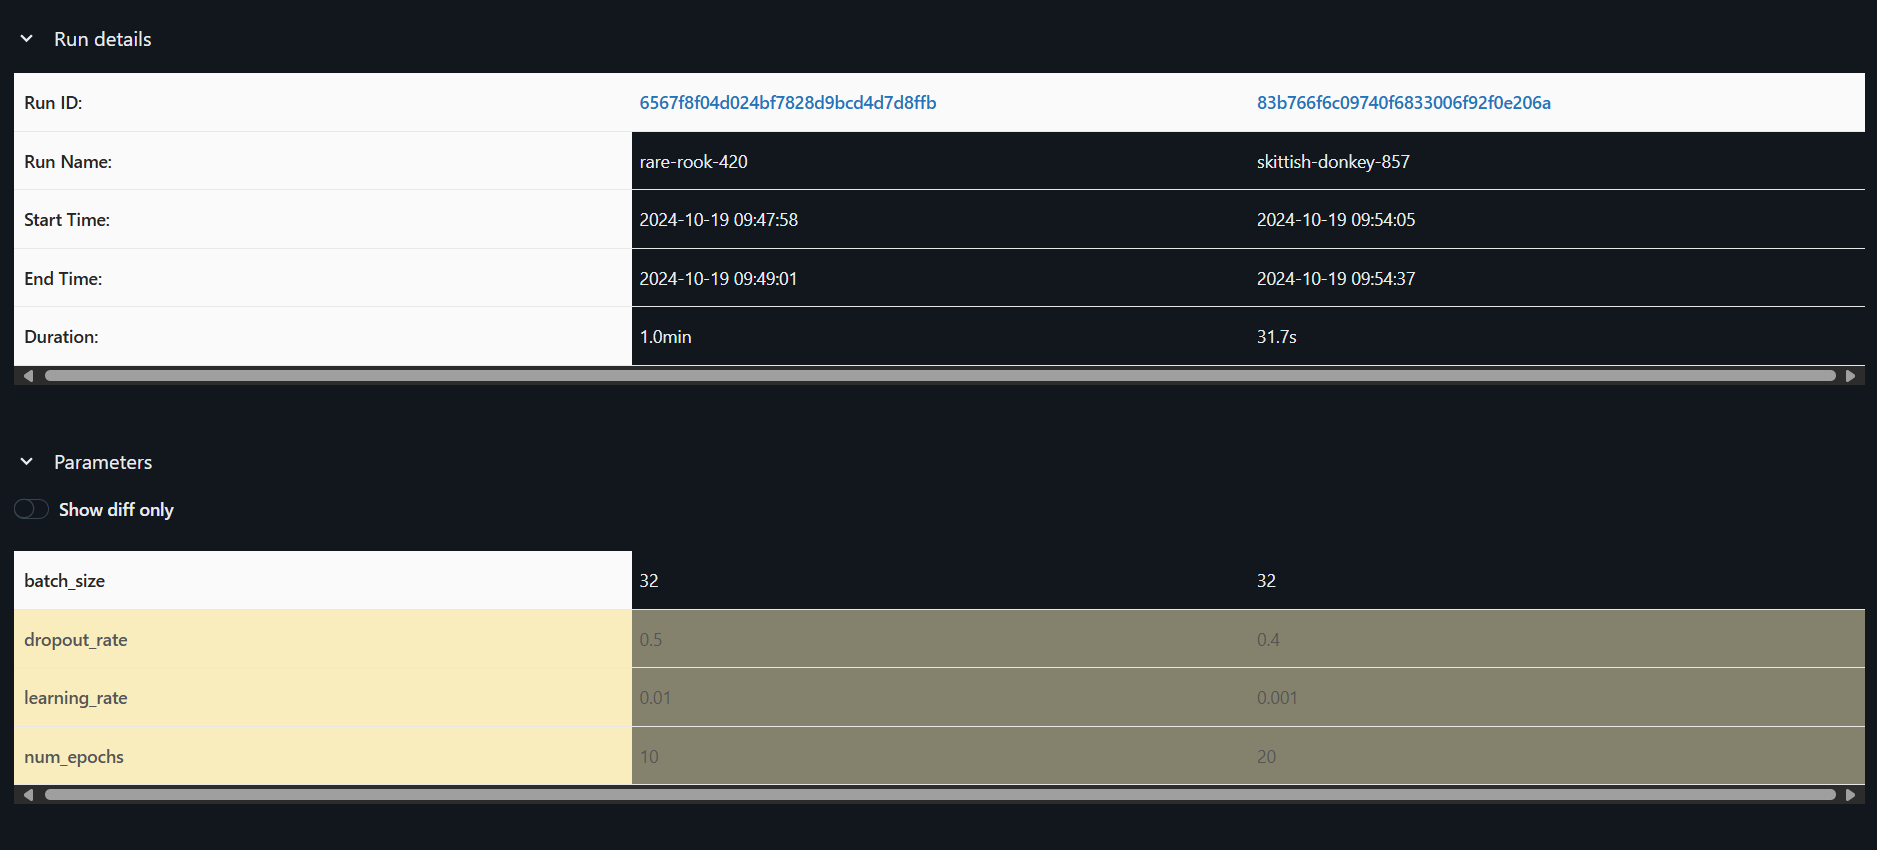 Run details
Run ID: 6567f8f04d024bf7828d9bcd4d7d8ffb 83b766f6c09740f6833006f92f0e206a
Run Name: rare-rook-420 skittish-donkey-857
Start Time: 2024-10-19 09:47:58 2024-10-19 09:54:05
End Time: 2024-10-19 09:49:01 2024-10-19 09:54:37
Duration: 1.0min 31.7s
Parameters
Show diff only
batch_size 32 32
dropout_rate 0.5 0.4
learning_rate 0.01 0.001
num_epochs 10 20